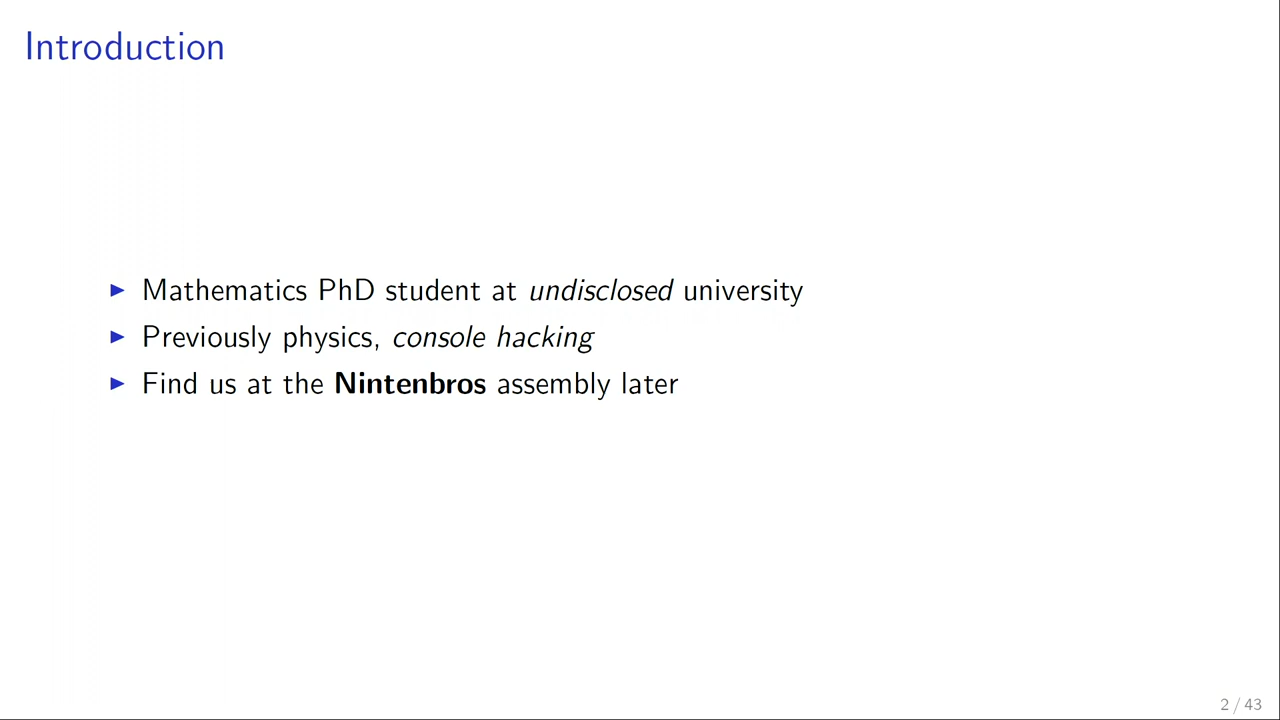 Introduction
▶ Mathematics PhD student at undisclosed university
▶ Previously physics, console hacking
▶ Find us at the Nintenbros assembly later
2 / 43